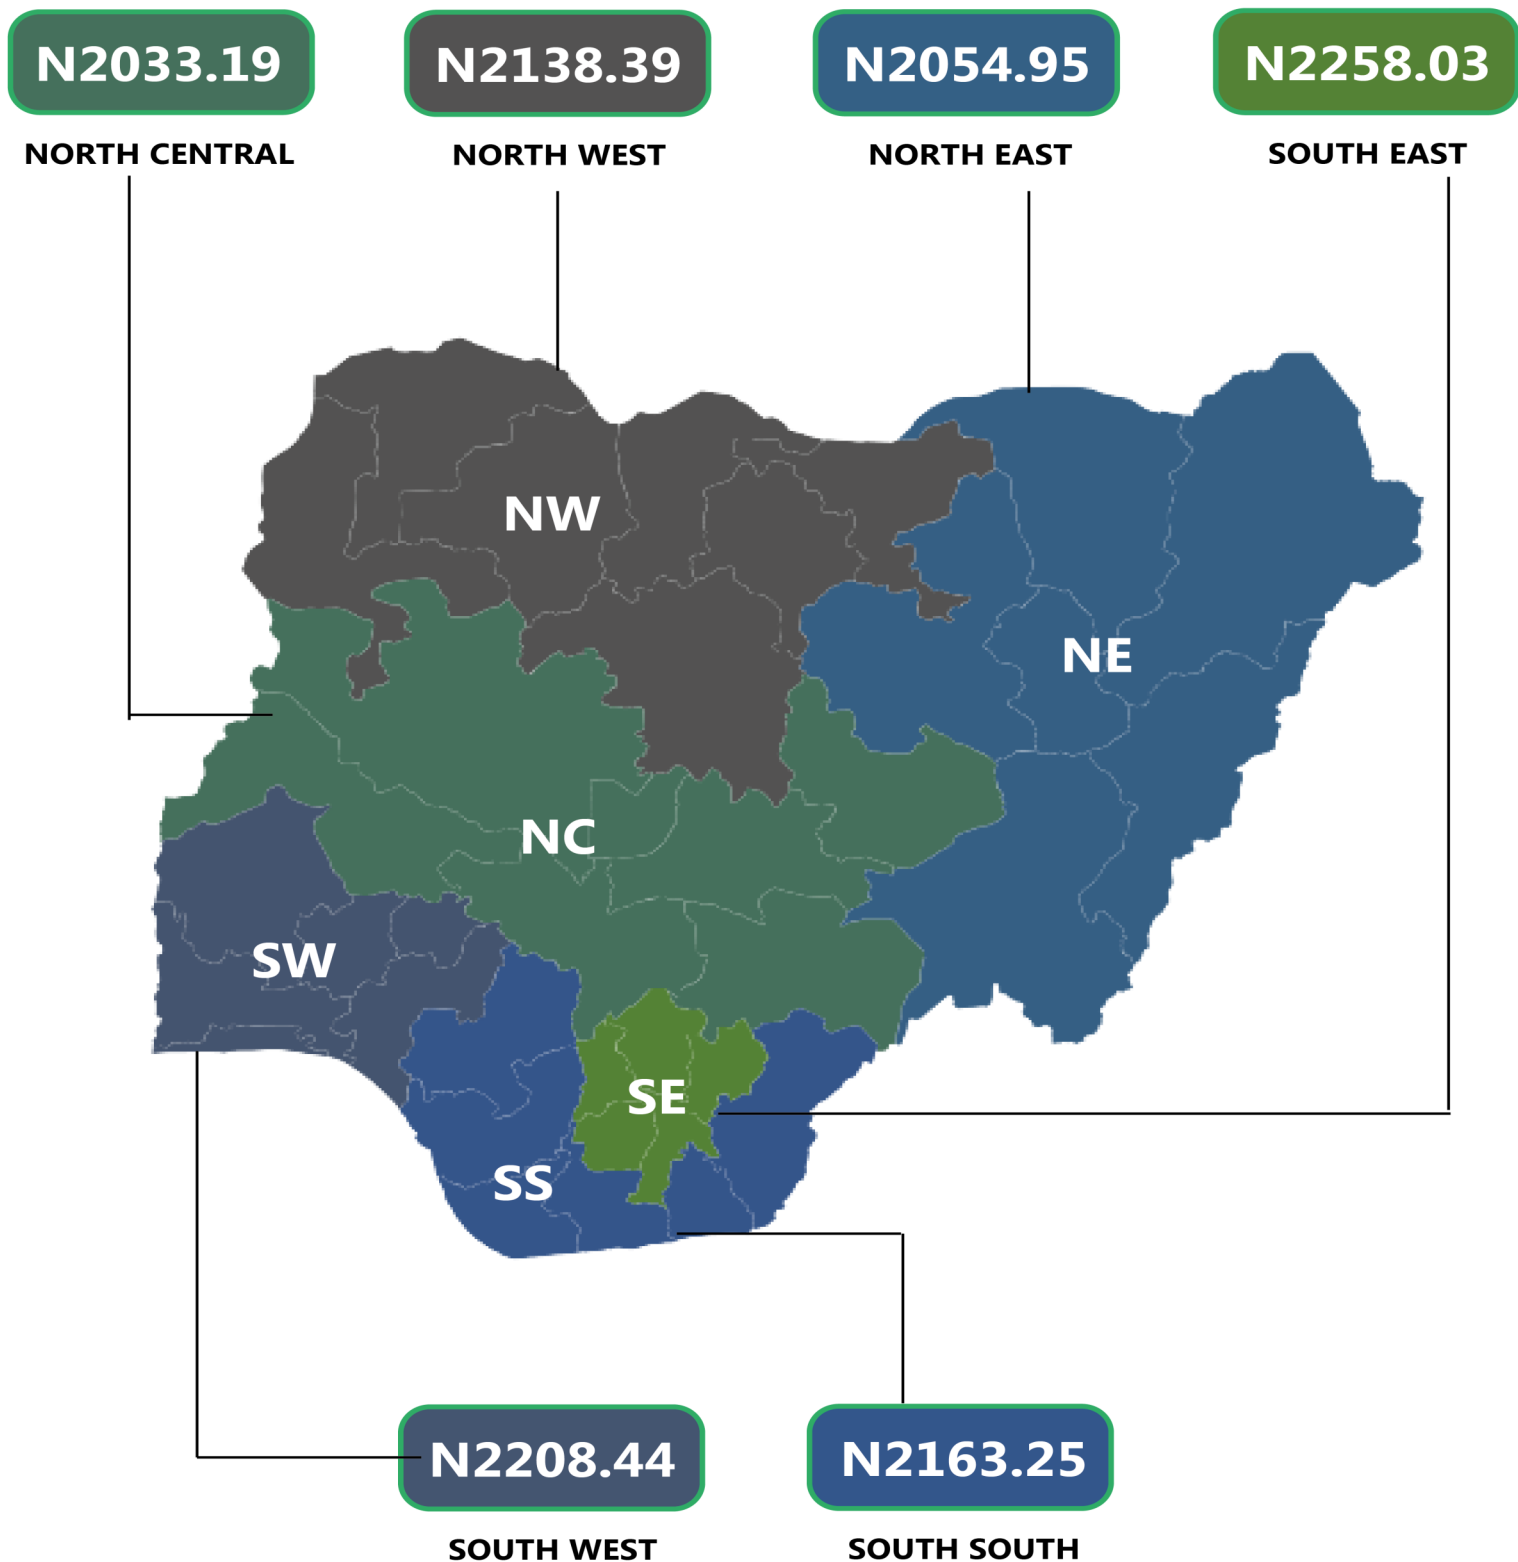 N2033.19
N2138.39
N2054.95
N2258.03
NORTH CENTRAL
NORTH WEST
NORTH EAST
SOUTH EAST
NW
NE
NC
SW
SE
SS
N2208.44
N2163.25
SOUTH WEST
SOUTH SOUTH